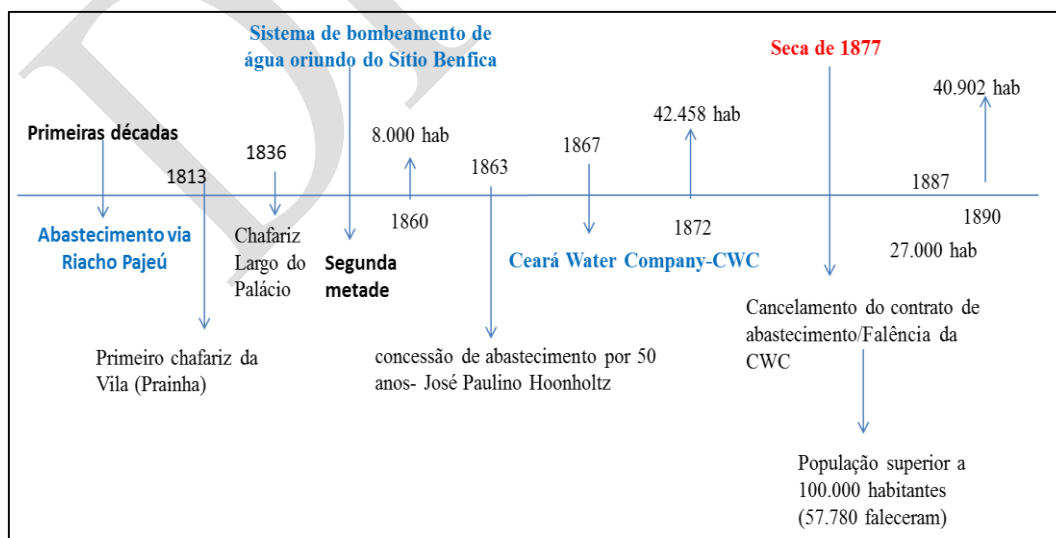 Sistema de bombeamento de
água oriundo do Sítio Benfica
Seca de 1877
Primeiras décadas
1813
1836
8.000 hab
1863
1867
42.458 hab
40.902 hab
1887
Abastecimento via
Riacho Pajeú
Chafariz
Largo do
Palácio
Segunda
metade
1860
Ceará Water Company-CWC
1872
1890
27.000 hab
Primeiro chafariz da
Vila (Prainha)
concessão de abastecimento por 50
anos- José Paulino Hoonholtz
Cancelamento do contrato de
abastecimento/Falência da
CWC
População superior a
100.000 habitantes
(57.780 faleceram)